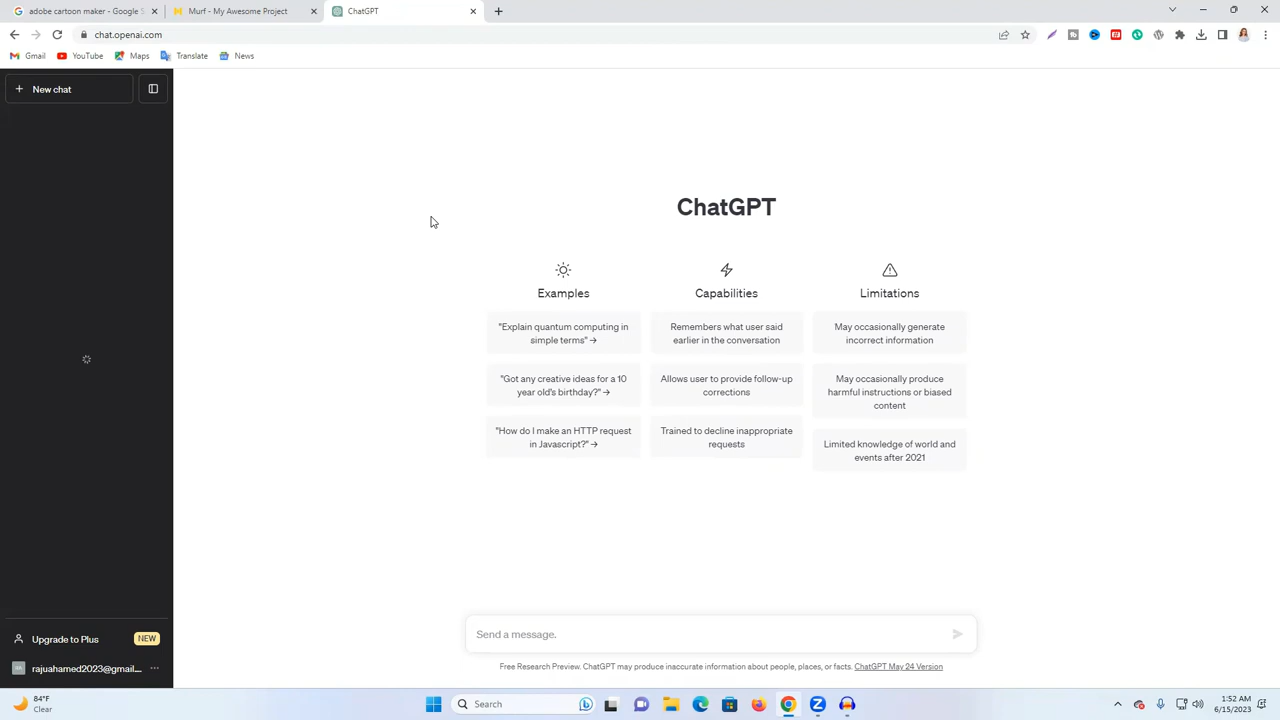 adobe cartoon maker - Google S
Murf - My Awesome Project
ChatGPT
chat.openai.com
Gmail
YouTube
Maps
Translate
News
New chat
ChatGPT
Examples
Capabilities
Limitations
"Explain quantum computing in
simple terms" →
Remembers what user said
earlier in the conversation
May occasionally generate
incorrect information
"Got any creative ideas for a 10
year old's birthday?" →
Allows user to provide follow-up
corrections
May occasionally produce
harmful instructions or biased
content
"How do I make an HTTP request
in Javascript?" →
Trained to decline inappropriate
requests
Limited knowledge of world and
events after 2021
Send a message.
Free Research Preview. ChatGPT may produce inaccurate information about people, places, or facts. ChatGPT May 24 Version
Upgrade to Plus
NEW
rajuahamed2023@gmail...
84°F
Clear
Search
1:52 AM
6/15/2023